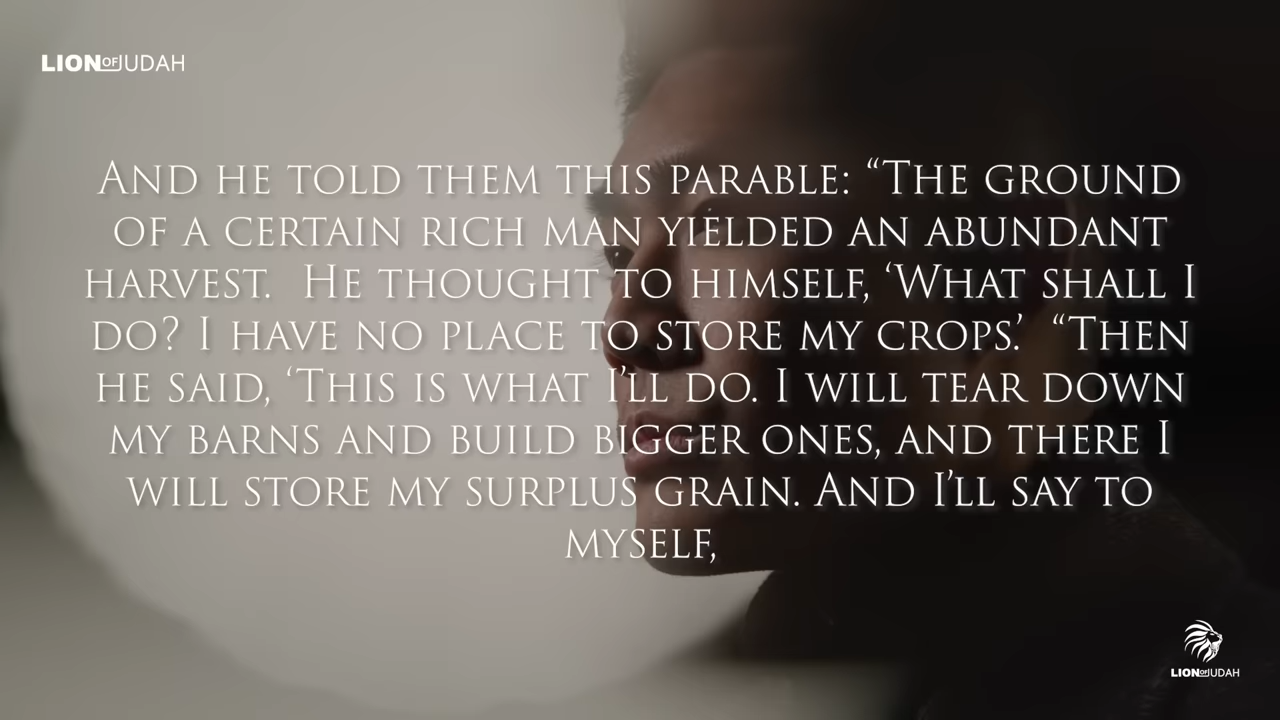 LION OF JUDAH
AND HE TOLD THEM THIS PARABLE: “THE GROUND
OF A CERTAIN RICH MAN YIELDED AN ABUNDANT
HARVEST.  HE THOUGHT TO HIMSELF, ‘WHAT SHALL I
DO? I HAVE NO PLACE TO STORE MY CROPS.’  “THEN
HE SAID, ‘THIS IS WHAT I’LL DO. I WILL TEAR DOWN
MY BARNS AND BUILD BIGGER ONES, AND THERE I
WILL STORE MY SURPLUS GRAIN. AND I’LL SAY TO
MYSELF,
LION OF JUDAH